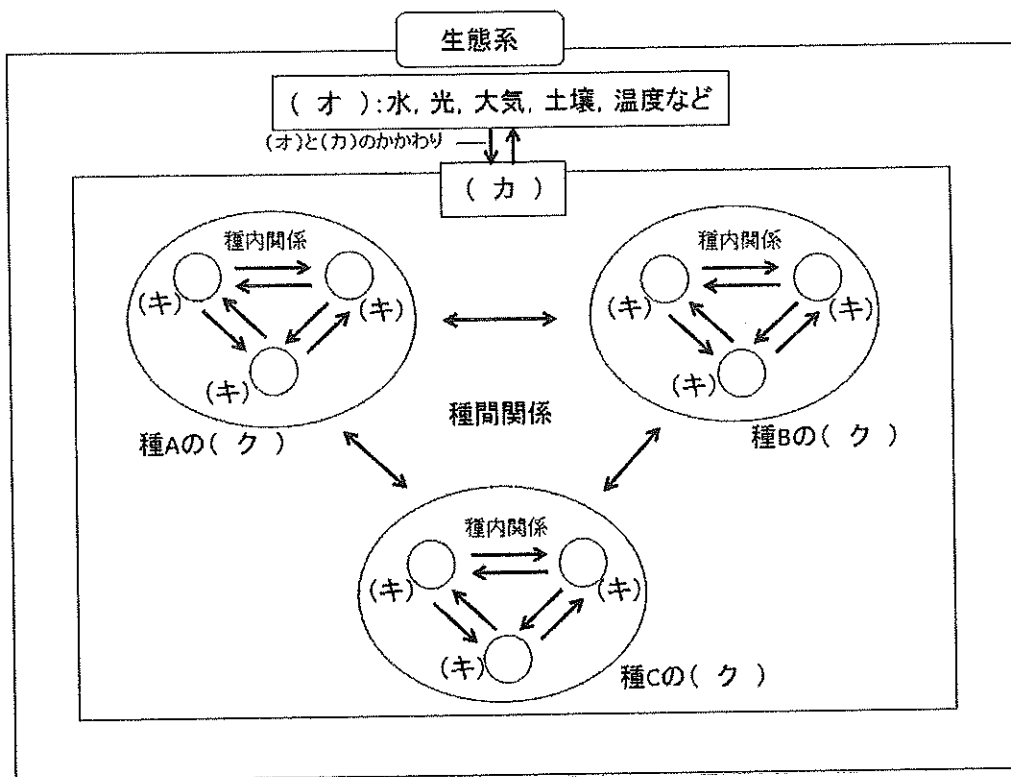 生態系
( オ ):水, 光, 大気, 土壌, 温度など
(オ)と(カ)のかかわり
( カ )
種内関係
(キ)
(キ)
(キ)
種Aの( ク )
種内関係
(キ)
(キ)
(キ)
種Bの( ク )
種間関係
種内関係
(キ)
(キ)
(キ)
種Cの( ク )